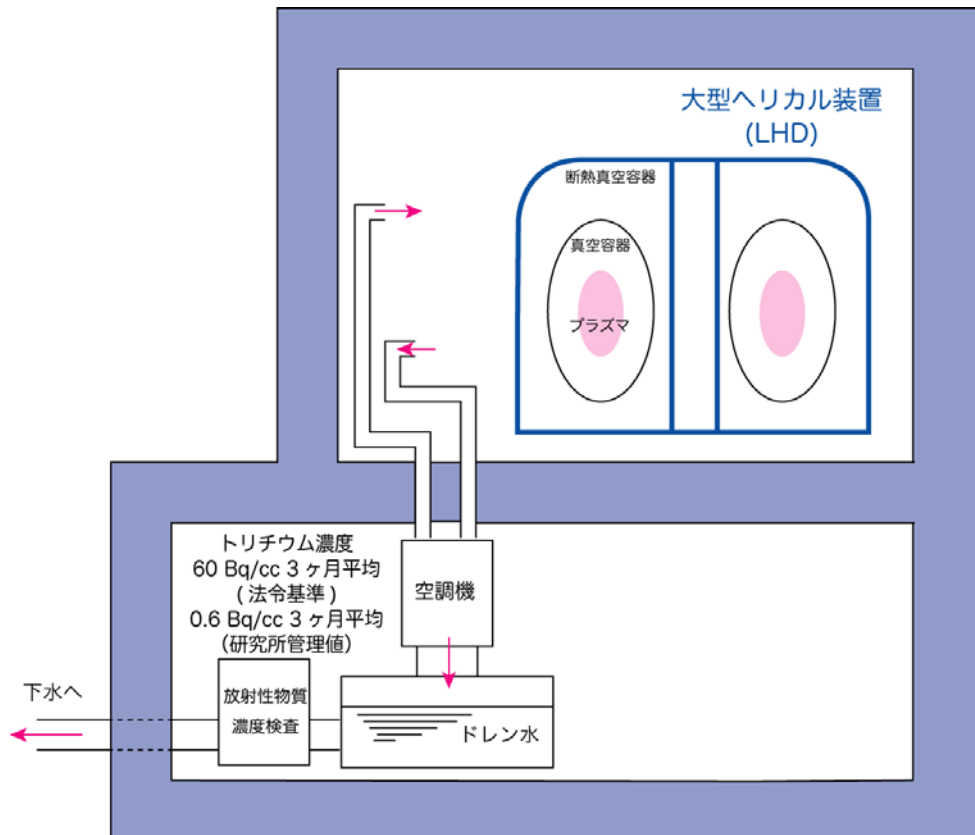 大型ヘリカル装置
(LHD)
断熱真空容器
真空容器
プラズマ
トリチウム濃度
60 Bq/cc 3 ヶ月平均
( 法令基準 )
0.6 Bq/cc 3 ヶ月平均
(研究所管理値)
空調機
下水へ
放射性物質
濃度検査
ドレン水